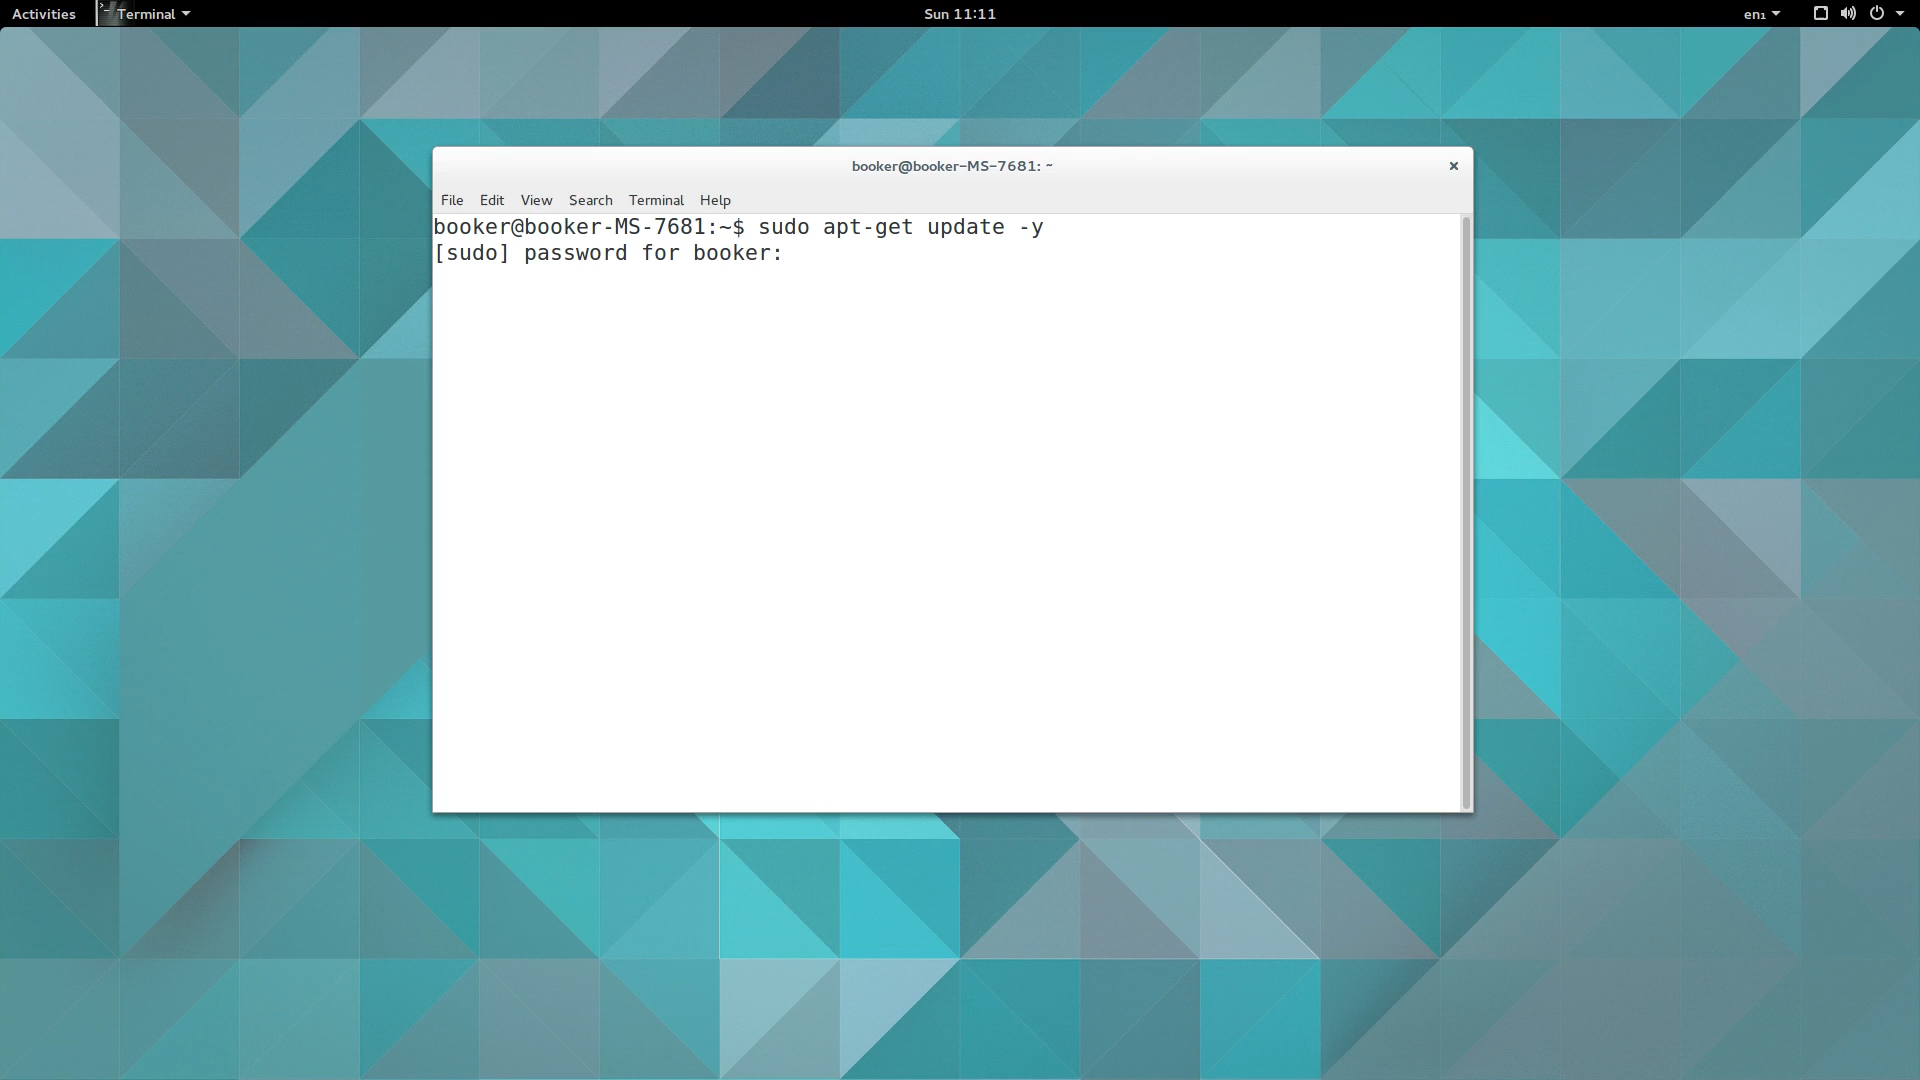 Activities Terminal Sun 11:11 en₁
booker@booker-MS-7681: ~
File Edit View Search Terminal Help
booker@booker-MS-7681:~$ sudo apt-get update -y
[sudo] password for booker: